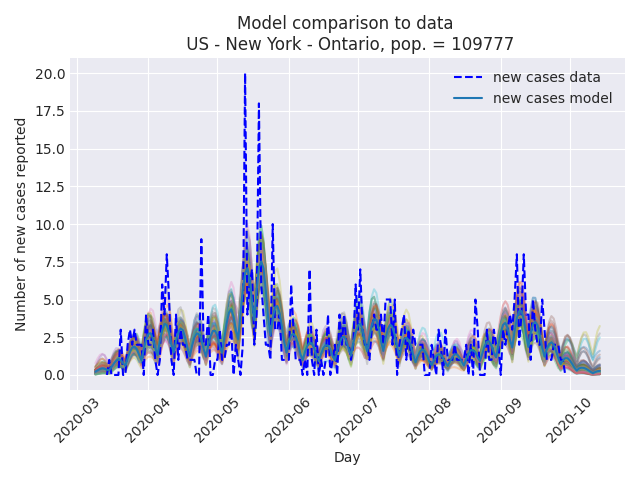 Model comparison to data
US - New York - Ontario, pop. = 109777
new cases data
new cases model
Number of new cases reported
20.0
17.5
15.0
12.5
10.0
7.5
5.0
2.5
0.0
2020-03
2020-04
2020-05
2020-06
2020-07
2020-08
2020-09
2020-10
Day